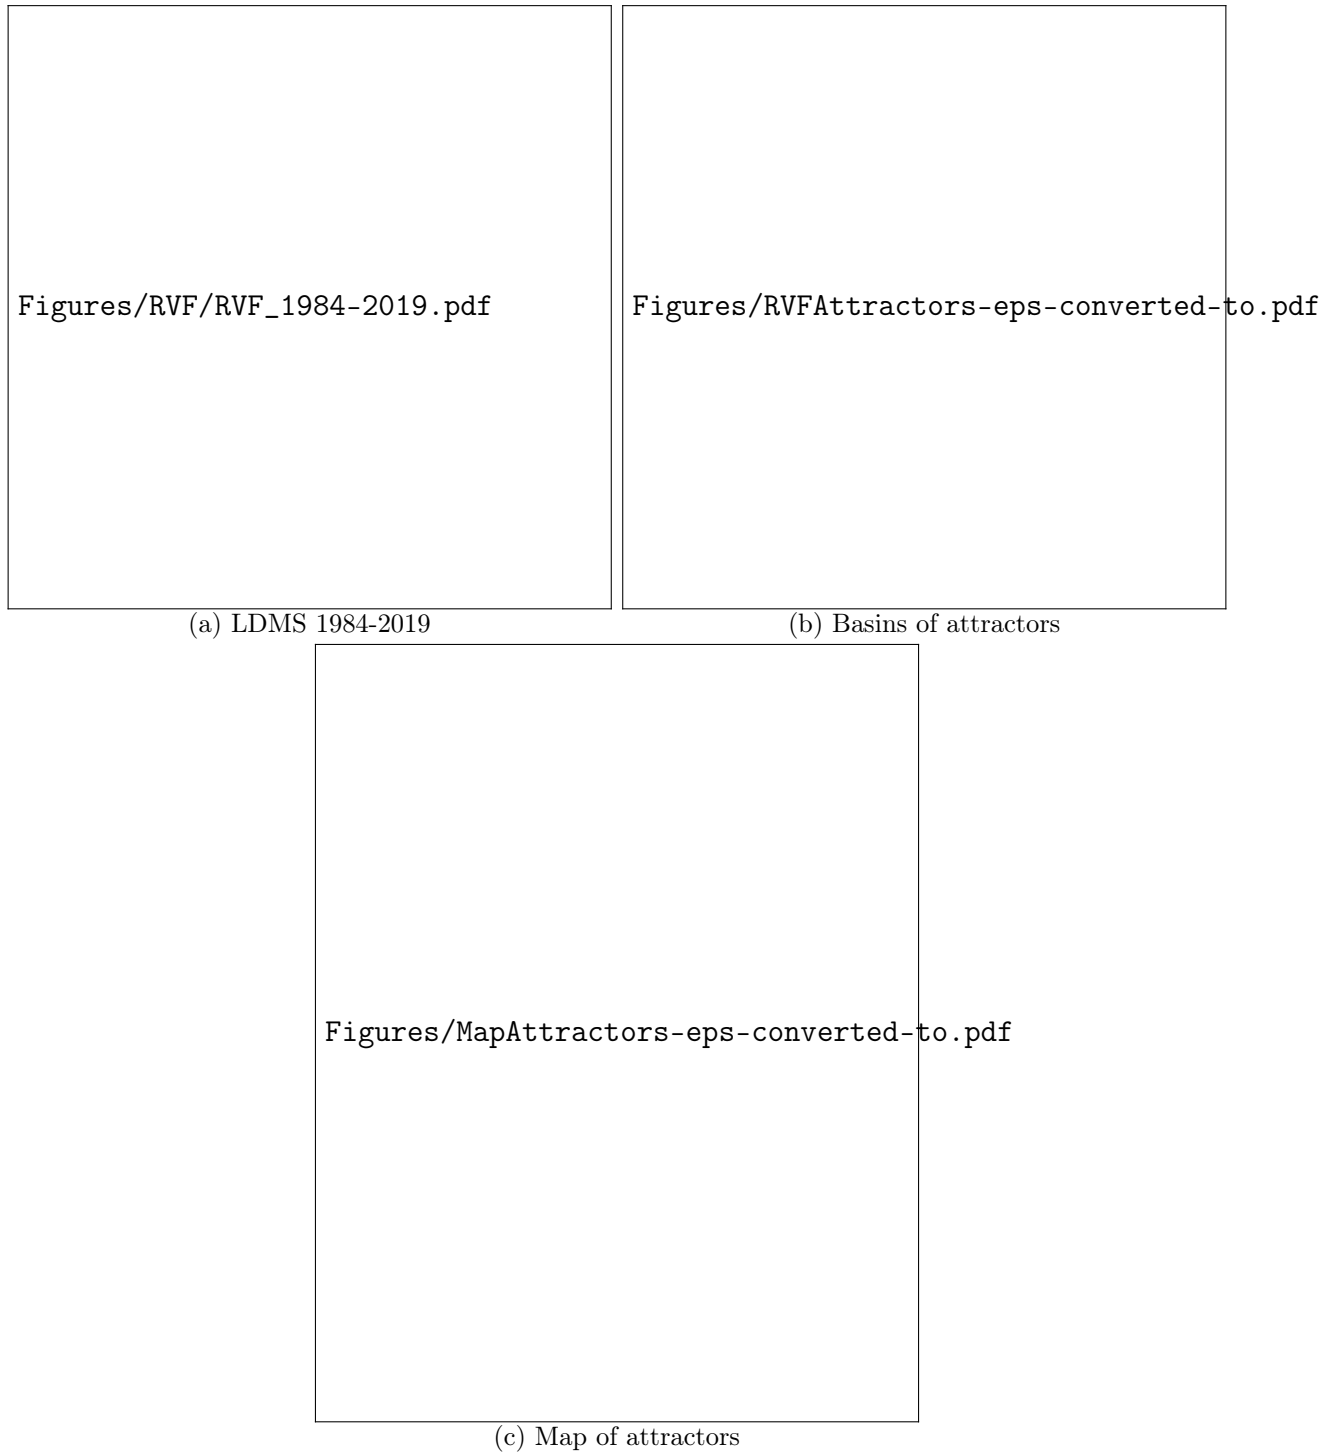 Figures/RVF/RVF_1984-2019.pdf
Figures/RVFAttractors-eps-converted-to.pdf
(a) LDMS 1984-2019
(b) Basins of attractors
Figures/MapAttractors-eps-converted-to.pdf
(c) Map of attractors